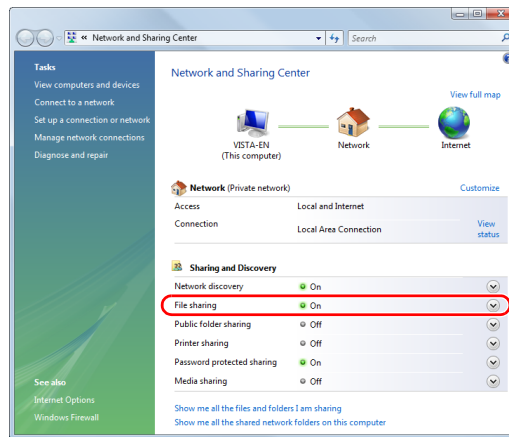 Network and Sharing Center
Search
Tasks
View computers and devices
Connect to a network
Set up a connection or network
Manage network connections
Diagnose and repair
See also
Internet Options
Windows Firewall
Network and Sharing Center
View full map
VISTA-EN
(This computer)
Network
Internet
Network (Private network)
Customize
Access
Local and Internet
Connection
Local Area Connection
View
status
Sharing and Discovery
Network discovery
On
File sharing
On
Public folder sharing
Off
Printer sharing
Off
Password protected sharing
On
Media sharing
Off
Show me all the files and folders I am sharing
Show me all the shared network folders on this computer